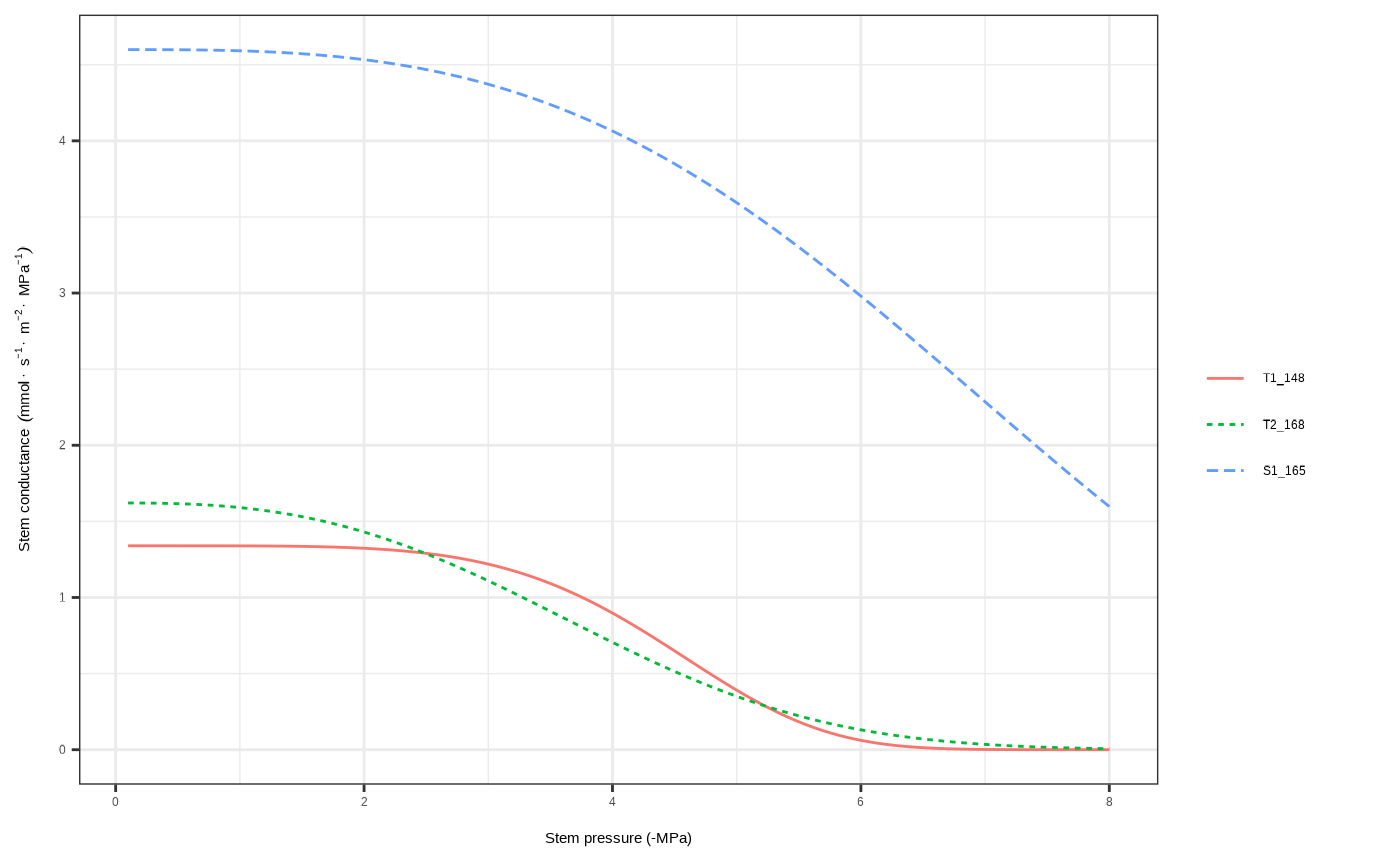 Stem conductance (mmol · s⁻¹ · m⁻² · MPa⁻¹)
4
3
2
1
0
0 2 4 6 8
Stem pressure (-MPa)
T1_148
T2_168
S1_165